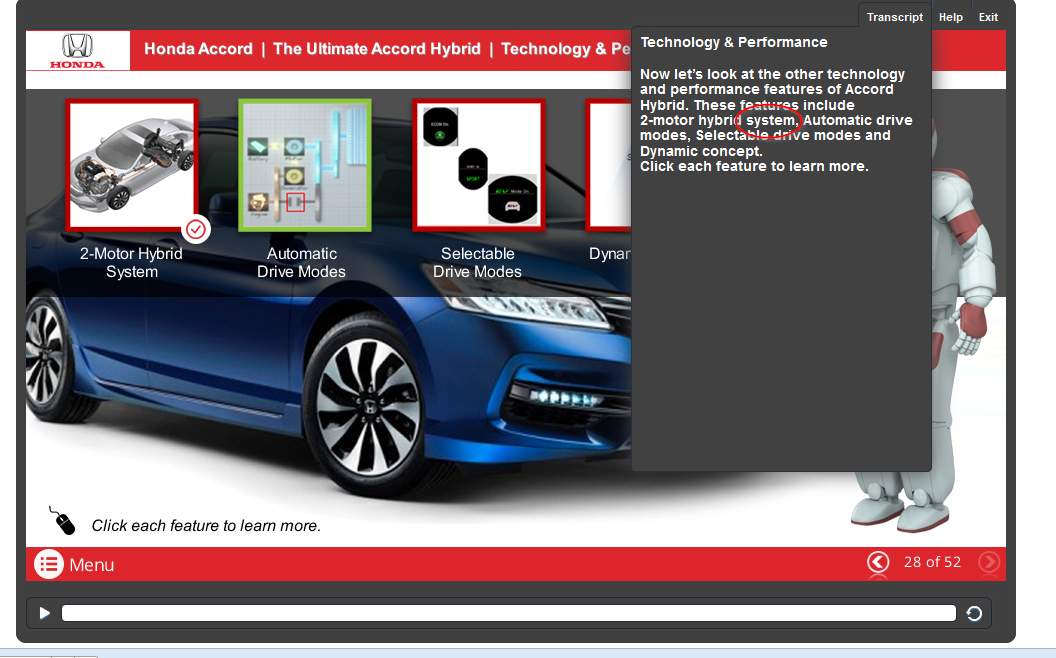 Transcript Help Exit
HONDA
Honda Accord | The Ultimate Accord Hybrid | Technology & Pe
Technology & Performance
Now let’s look at the other technology
and performance features of Accord
Hybrid. These features include
2-motor hybrid system, Automatic drive
modes, Selectable drive modes and
Dynamic concept.
Click each feature to learn more.
ECON On
SPORT
EV Mode On
EV
2-Motor Hybrid
System
Automatic
Drive Modes
Selectable
Drive Modes
Dynar
Click each feature to learn more.
Menu
28 of 52